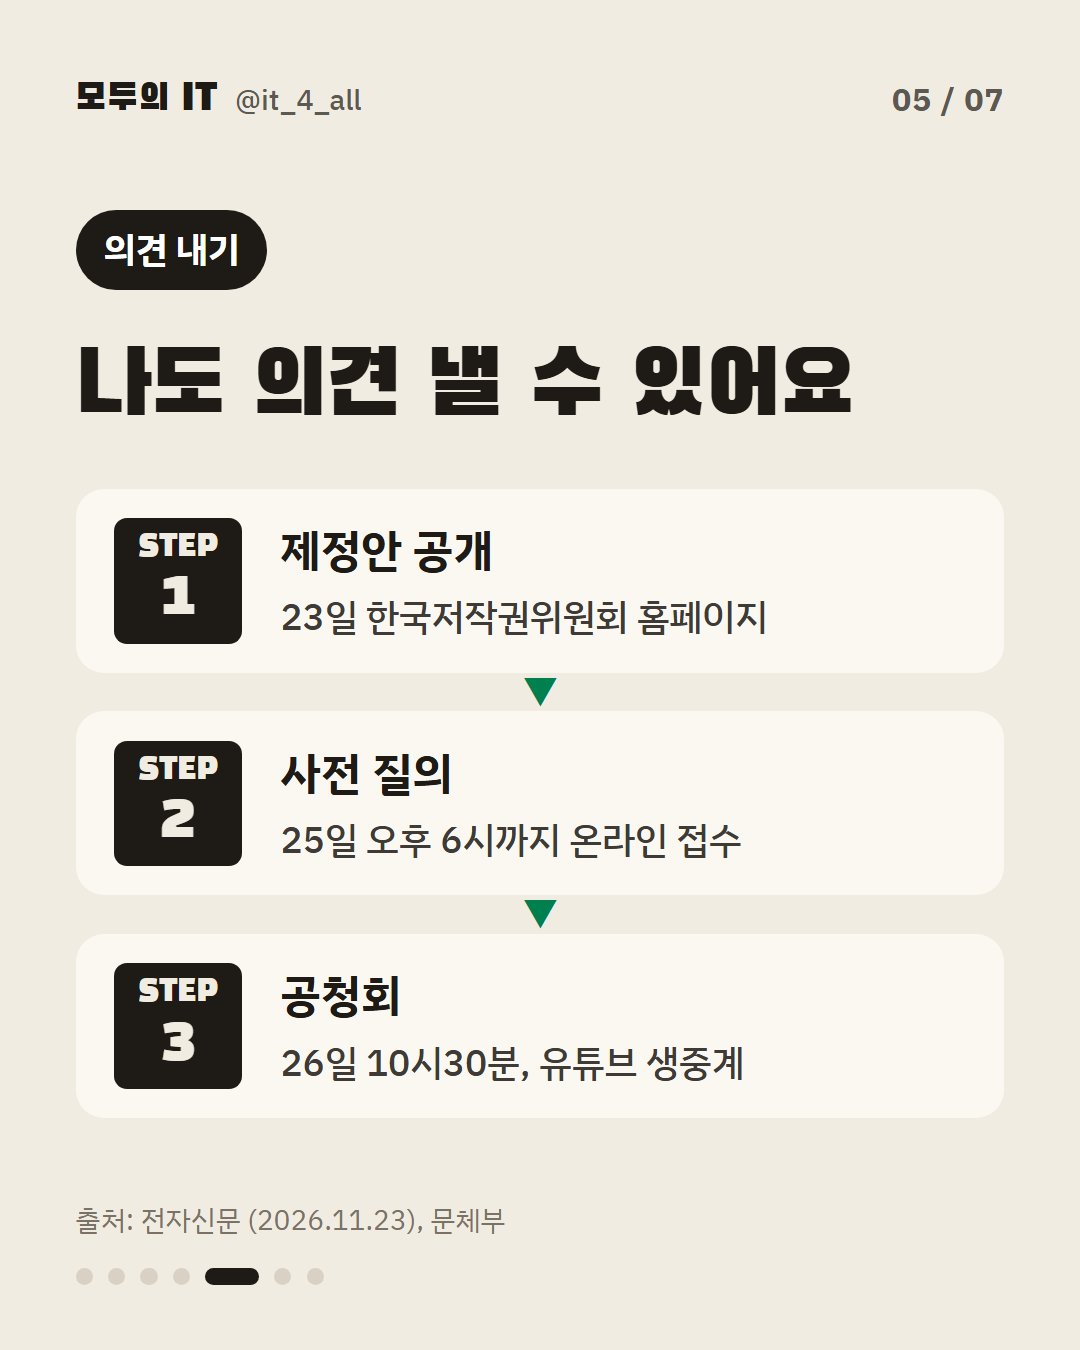 모두의 IT @it_4_all
05 / 07
의견 내기
나도 의견 낼 수 있어요
STEP 1
제정안 공개
23일 한국저작권위원회 홈페이지
STEP 2
사전 질의
25일 오후 6시까지 온라인 접수
STEP 3
공청회
26일 10시30분, 유튜브 생중계
출처: 전자신문 (2026.11.23), 문체부